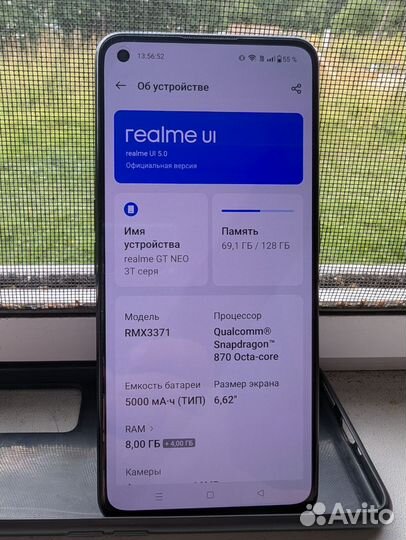 13:56:52
55 %
Об устройстве
realme UI
realme UI 5.0
Официальная версия
Имя
устройства
realme GT NEO
3T серя
Память
69,1 ГБ / 128 ГБ
Модель
RMX3371
Процессор
Qualcomm®
Snapdragon™
870 Octa-core
Емкость батареи
5000 мА·ч (ТИП)
Размер экрана
6,62"
RAM >
8,00 ГБ + 4,00 ГБ
Камеры
Avito